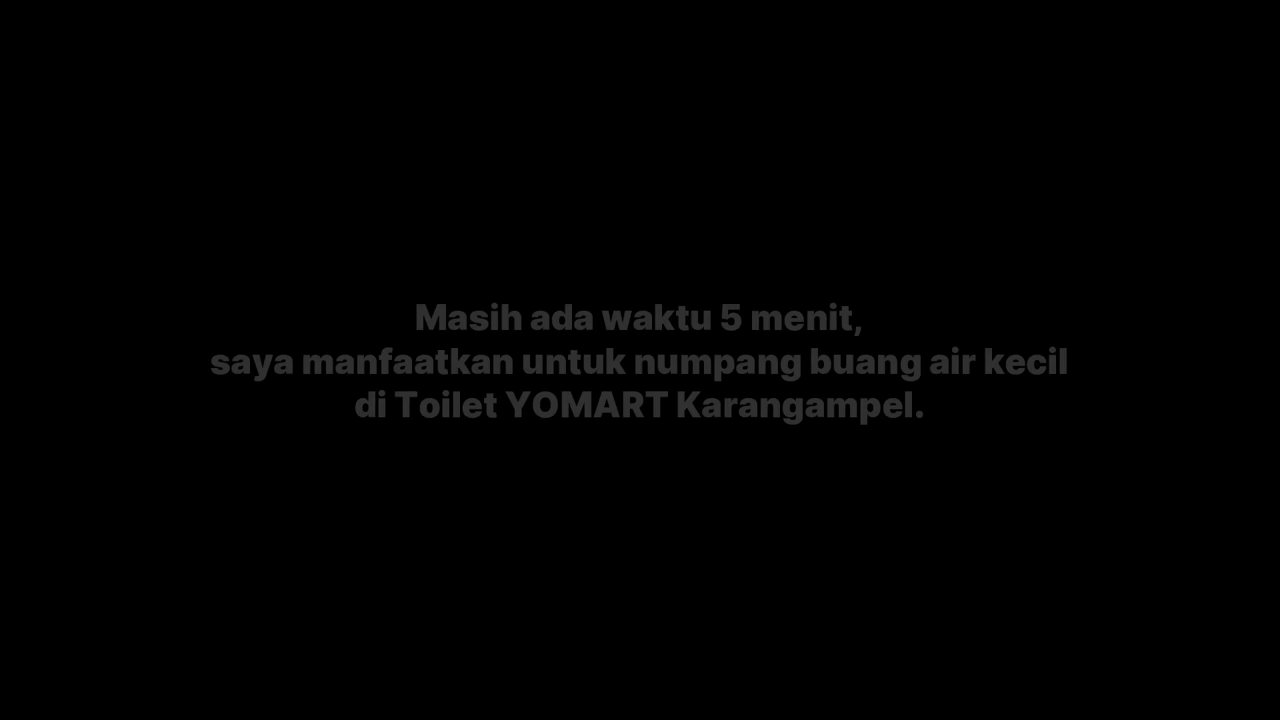 Masih ada waktu 5 menit,
saya manfaatkan untuk numpang buang air kecil
di Toilet YOMART Karangampel.